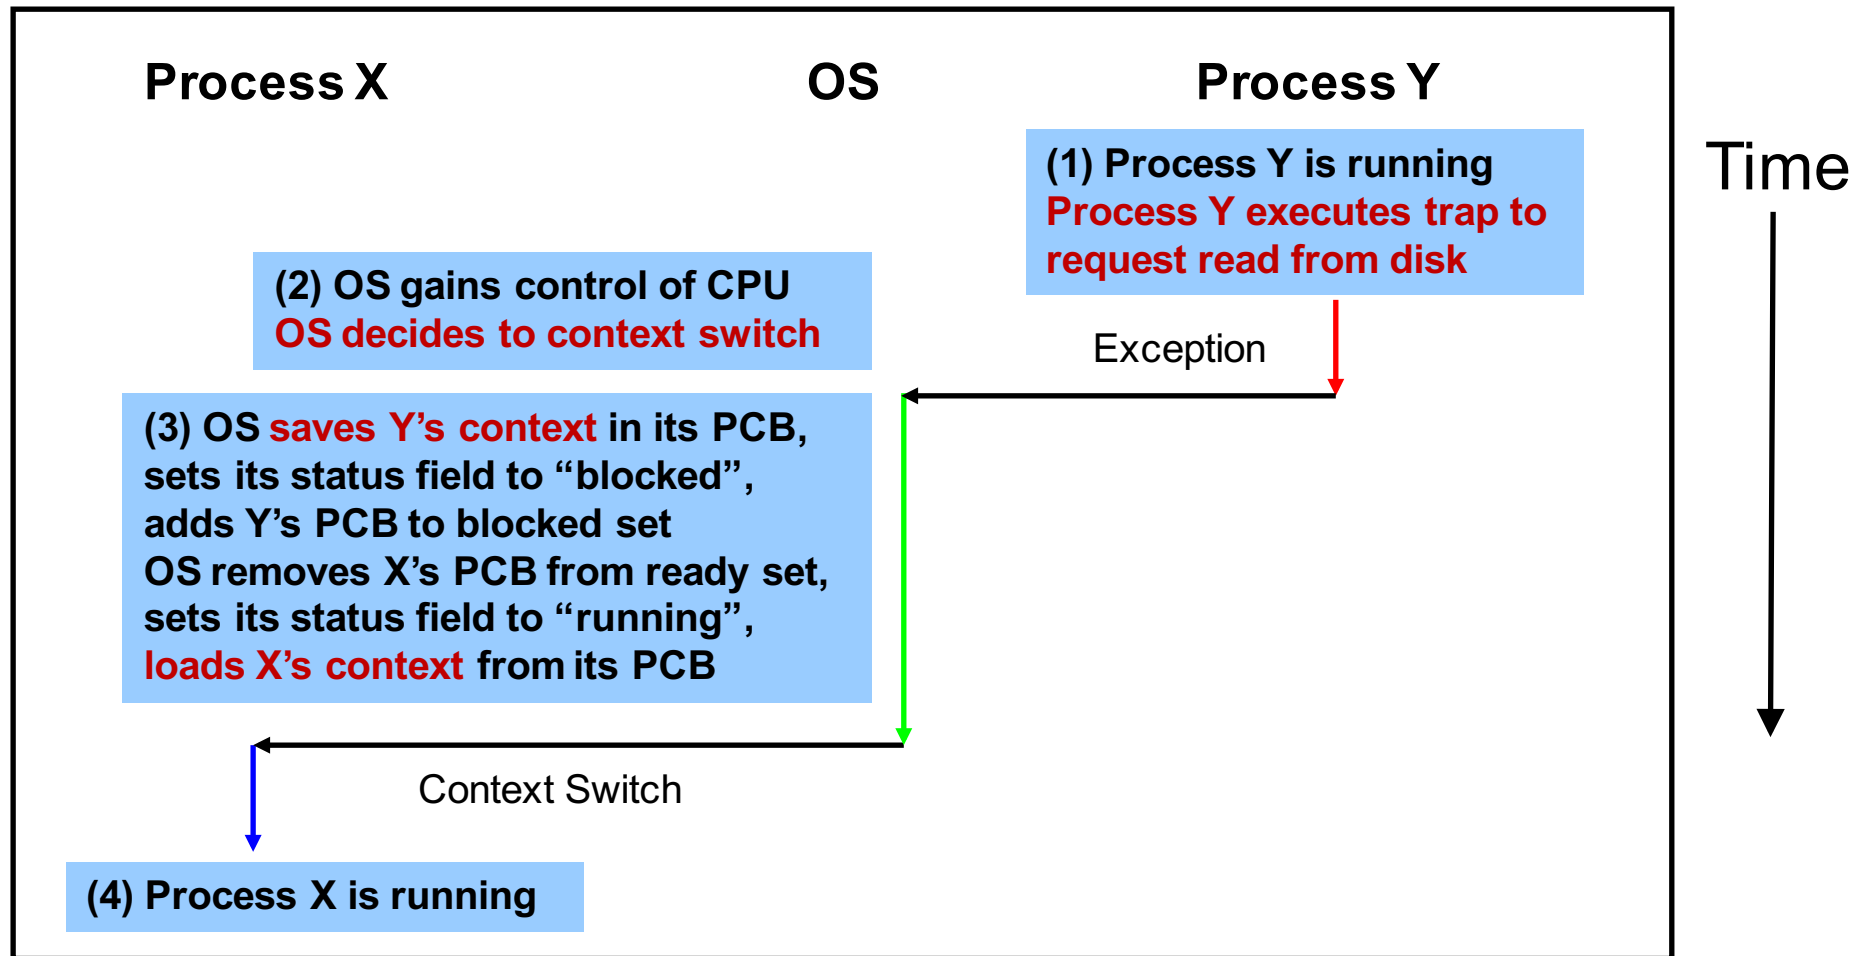 Process X
OS
Process Y
Time
(1) Process Y is running
Process Y executes trap to
request read from disk
(2) OS gains control of CPU
OS decides to context switch
Exception
(3) OS saves Y’s context in its PCB,
sets its status field to “blocked”,
adds Y’s PCB to blocked set
OS removes X’s PCB from ready set,
sets its status field to “running”,
loads X’s context from its PCB
Context Switch
(4) Process X is running